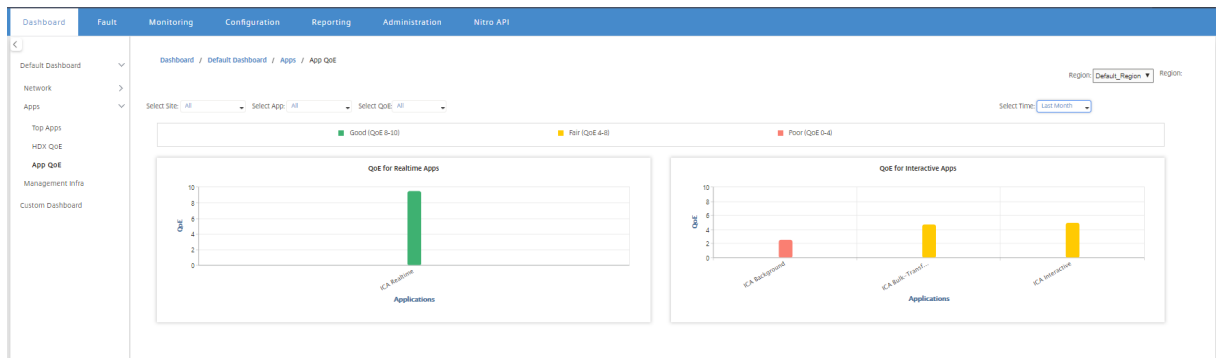 Dashboard Fault Monitoring Configuration Reporting Administration Nitro API
<
Default Dashboard
Network
Apps
Top Apps
HDX QoE
App QoE
Management Infra
Custom Dashboard
Dashboard / Default Dashboard / Apps / App QoE
Region: Default_Region Region:
Select Site: All Select App: All Select QoE: All Select Time: Last Month
Good (QoE 8-10) Fair (QoE 4-8) Poor (QoE 0-4)
QoE for Realtime Apps
10
8
6
4
2
0
QoE
ICA Realtime
Applications
QoE for Interactive Apps
10
8
6
4
2
0
QoE
ICA Background
ICA Bulk-Transf...
ICA Interactive
Applications